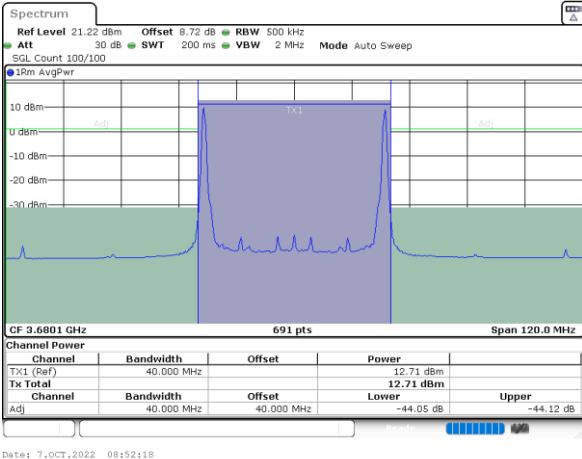 Spectrum
Ref Level 21.22 dBm Offset 8.72 dB RBW 500 kHz
Att 30 dB SWT 200 ms VBW 2 MHz Mode Auto Sweep
SGL Count 100/100
1Rm AvgPwr
10 dBm
TX1
Adj Adj
0 dBm
-10 dBm
-20 dBm
-30 dBm
CF 3.6801 GHz 691 pts Span 120.0 MHz
Channel Power
Channel Bandwidth Offset Power
TX1 (Ref) 40.000 MHz 12.71 dBm
Tx Total 12.71 dBm
Channel Bandwidth Offset Lower Upper
Adj 40.000 MHz 40.000 MHz -44.05 dB -44.12 dB
Ready
Date: 7.OCT.2022 08:52:18